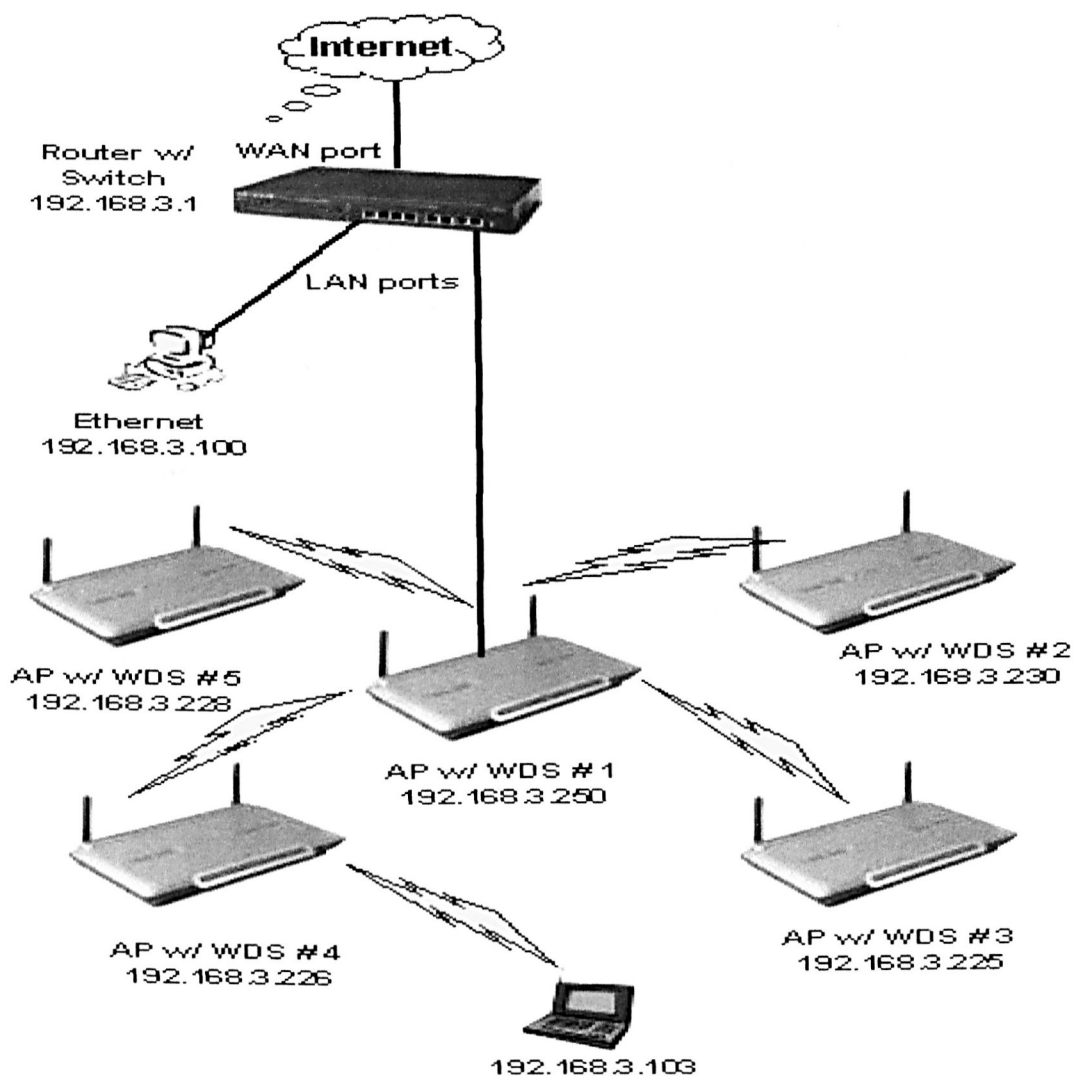 Internet
Router w/
Switch
192.168.3.1
WAN port
LAN ports
Ethernet
192.168.3.100
AP w/ WDS #5
192.168.3.228
AP w/ WDS #2
192.168.3.230
AP w/ WDS #1
192.168.3.250
AP w/ WDS #4
192.168.3.226
AP w/ WDS #3
192.168.3.225
192.168.3.103